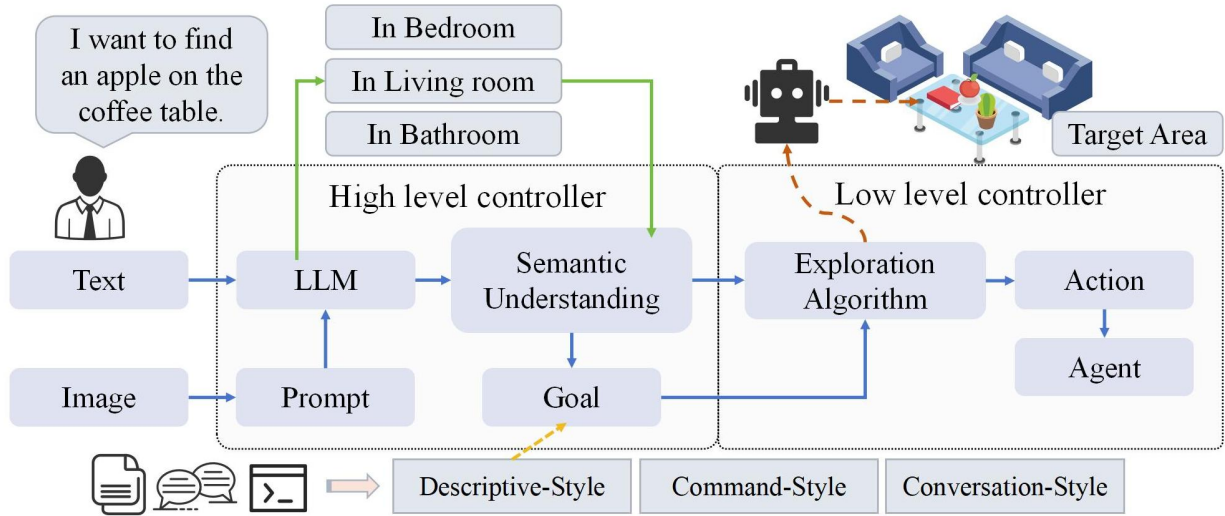 I want to find
an apple on the
coffee table.
In Bedroom
In Living room
In Bathroom
Target Area
High level controller
Low level controller
Text
LLM
Semantic
Understanding
Exploration
Algorithm
Action
Agent
Image
Prompt
Goal
Descriptive-Style
Command-Style
Conversation-Style